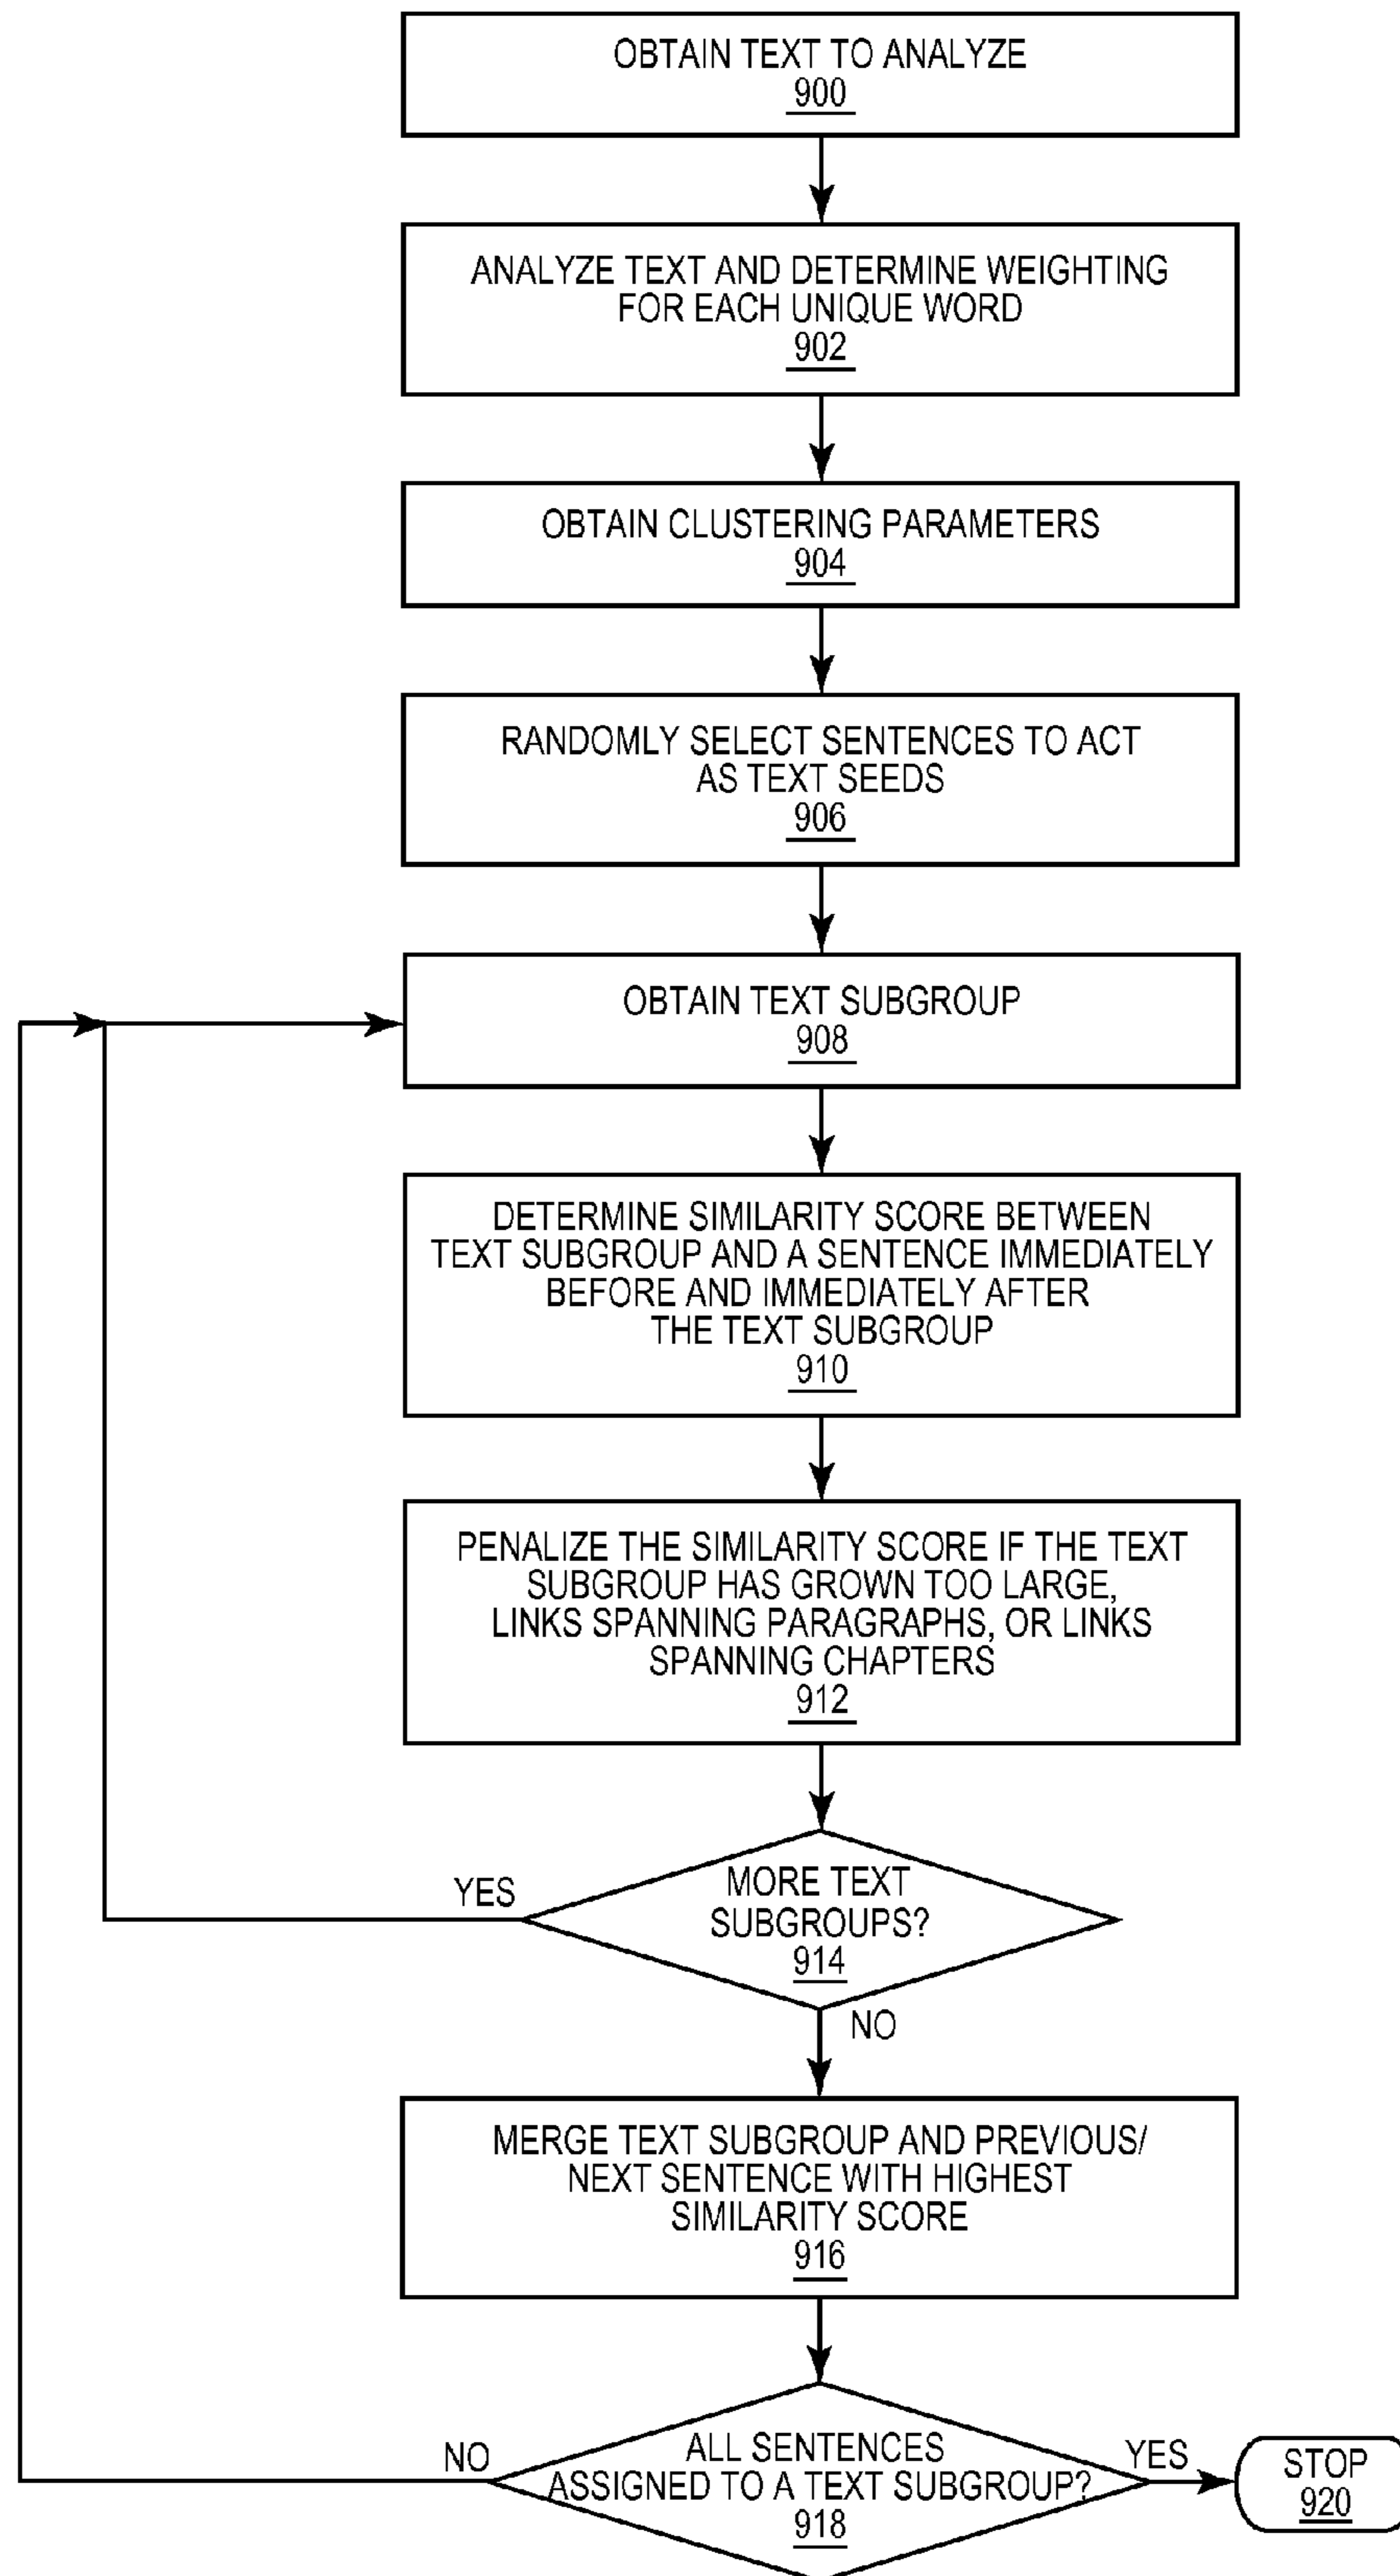 OBTAIN TEXT TO ANALYZE
900
ANALYZE TEXT AND DETERMINE WEIGHTING
FOR EACH UNIQUE WORD
902
OBTAIN CLUSTERING PARAMETERS
904
RANDOMLY SELECT SENTENCES TO ACT
AS TEXT SEEDS
906
OBTAIN TEXT SUBGROUP
908
DETERMINE SIMILARITY SCORE BETWEEN
TEXT SUBGROUP AND A SENTENCE IMMEDIATELY
BEFORE AND IMMEDIATELY AFTER
THE TEXT SUBGROUP
910
PENALIZE THE SIMILARITY SCORE IF THE TEXT
SUBGROUP HAS GROWN TOO LARGE,
LINKS SPANNING PARAGRAPHS, OR LINKS
SPANNING CHAPTERS
912
YES
MORE TEXT
SUBGROUPS?
914
NO
MERGE TEXT SUBGROUP AND PREVIOUS/
NEXT SENTENCE WITH HIGHEST
SIMILARITY SCORE
916
NO
ALL SENTENCES
ASSIGNED TO A TEXT SUBGROUP?
918
YES
STOP
920